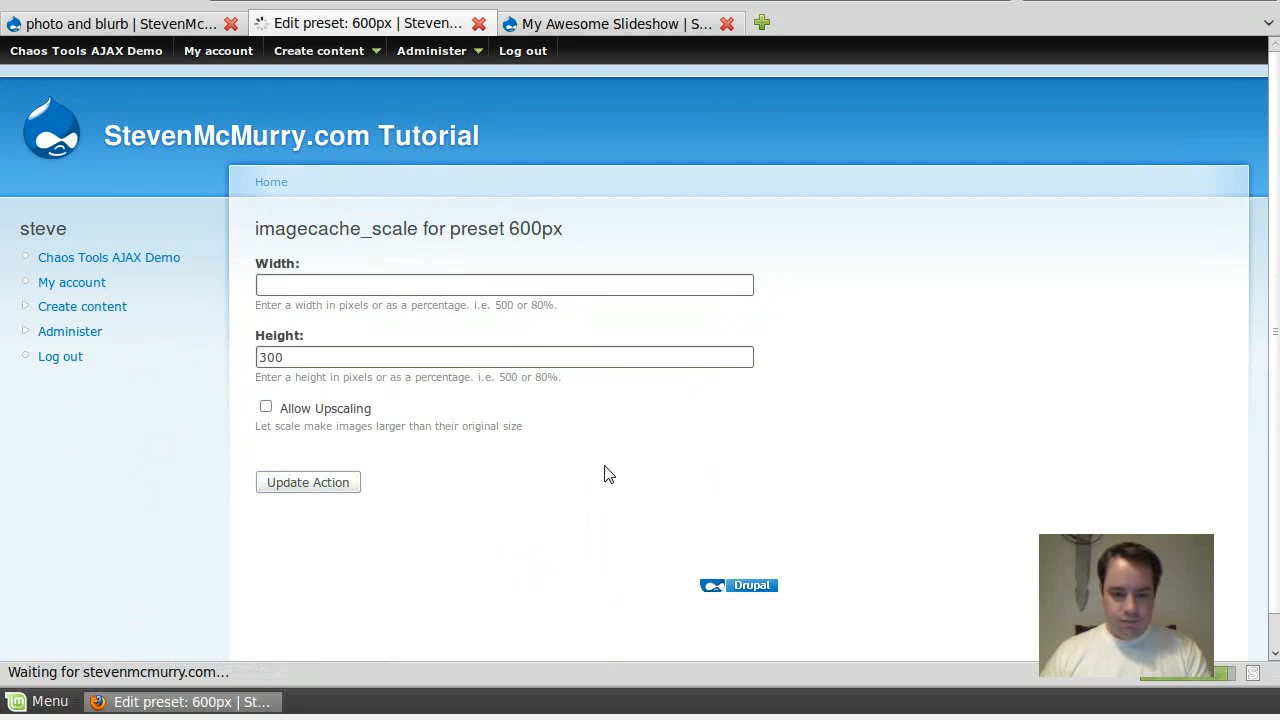 photo and blurb | StevenMc...
Edit preset: 600px | Steven...
My Awesome Slideshow | S...
Chaos Tools AJAX Demo
My account
Create content
Administer
Log out
StevenMcMurry.com Tutorial
Home
steve
Chaos Tools AJAX Demo
My account
Create content
Administer
Log out
imagecache_scale for preset 600px
Width:
Enter a width in pixels or as a percentage. i.e. 500 or 80%.
Height:
300
Enter a height in pixels or as a percentage. i.e. 500 or 80%.
Allow Upscaling
Let scale make images larger than their original size
Update Action
Drupal
Waiting for stevenmcmurry.com...
S
Menu
Edit preset: 600px | St...